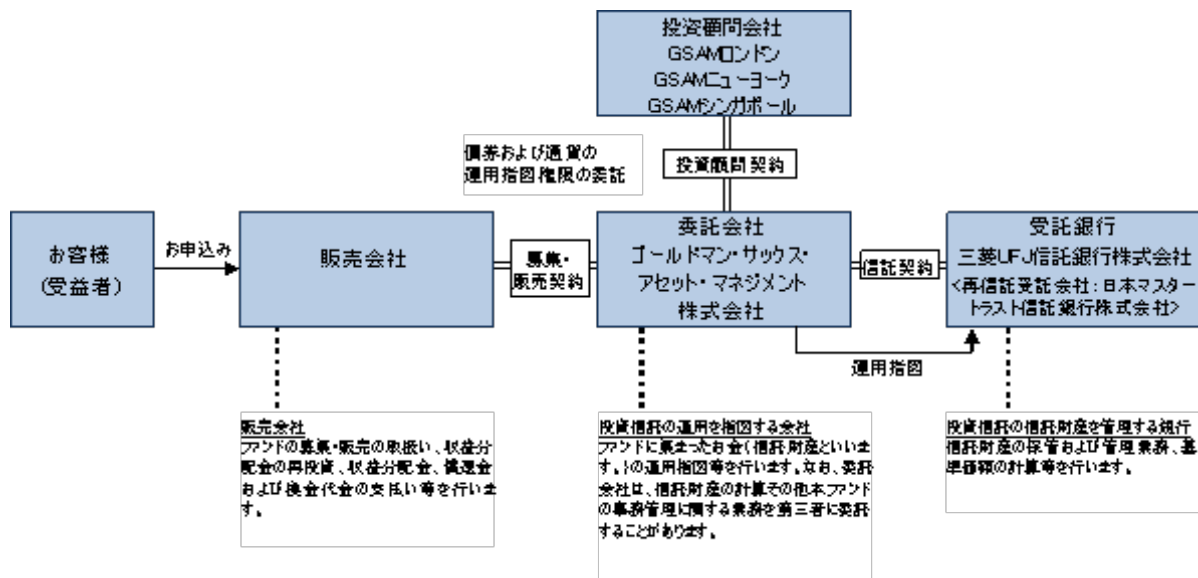 投資顧問会社
GSAMロンドン
GSAMニューヨーク
GSAMシンガポール
債券および通貨の
運用指図権限の委託
投資顧問契約
お客様
(受益者)
お申込み
販売会社
募集・
販売契約
委託会社
ゴールドマン・サックス・
アセット・マネジメント
株式会社
信託契約
受託銀行
三菱UFJ信託銀行株式会社
<再信託受託会社:日本マスター
トラスト信託銀行株式会社>
運用指図
販売会社
ファンドの募集・販売の取扱い、収益分
配金の再投資、収益分配金、償還金
および換金代金の支払い等を行いま
す。
投資信託の運用を指図する会社
ファンドに集まったお金(信託財産といいま
す。)の運用指図等を行います。なお、委託
会社は、信託財産の計算その他本ファンド
の事務管理に関する業務を第三者に委託
することがあります。
投資信託の信託財産を管理する銀行
信託財産の保管および管理業務、基
準価額の計算等を行います。